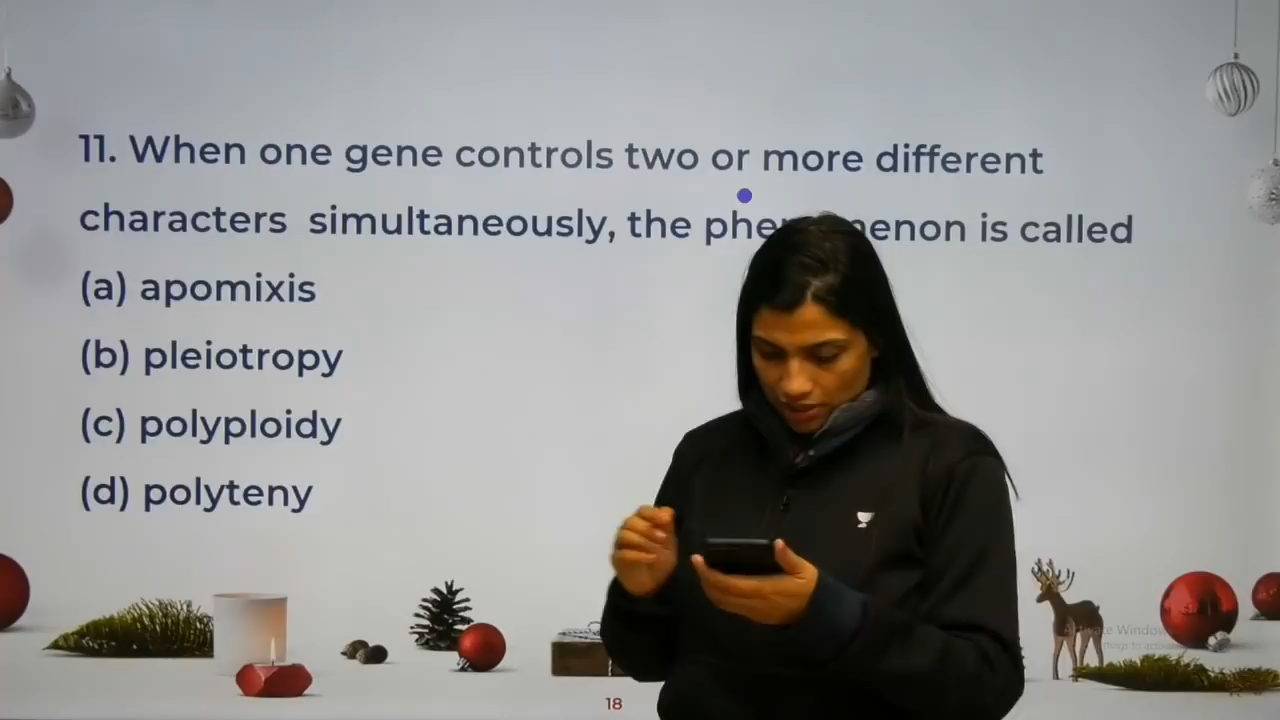 11. When one gene controls two or more different
characters simultaneously, the phenomenon is called
(a) apomixis
(b) pleiotropy
(c) polyploidy
(d) polyteny
18